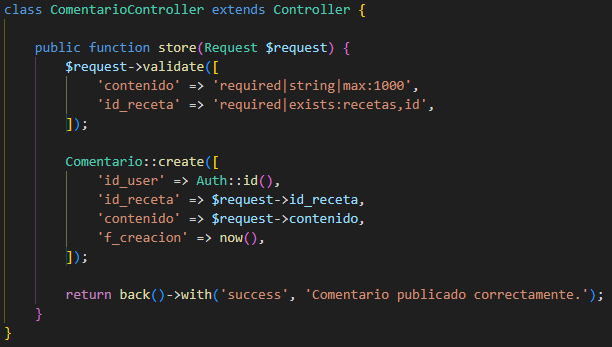 class ComentarioController extends Controller {
public function store(Request $request) {
$request->validate([
'contenido' => 'required|string|max:1000',
'id_receta' => 'required|exists:recetas,id',
]);
Comentario::create([
'id_user' => Auth::id(),
'id_receta' => $request->id_receta,
'contenido' => $request->contenido,
'f_creacion' => now(),
]);
return back()->with('success', 'Comentario publicado correctamente.');
}
}